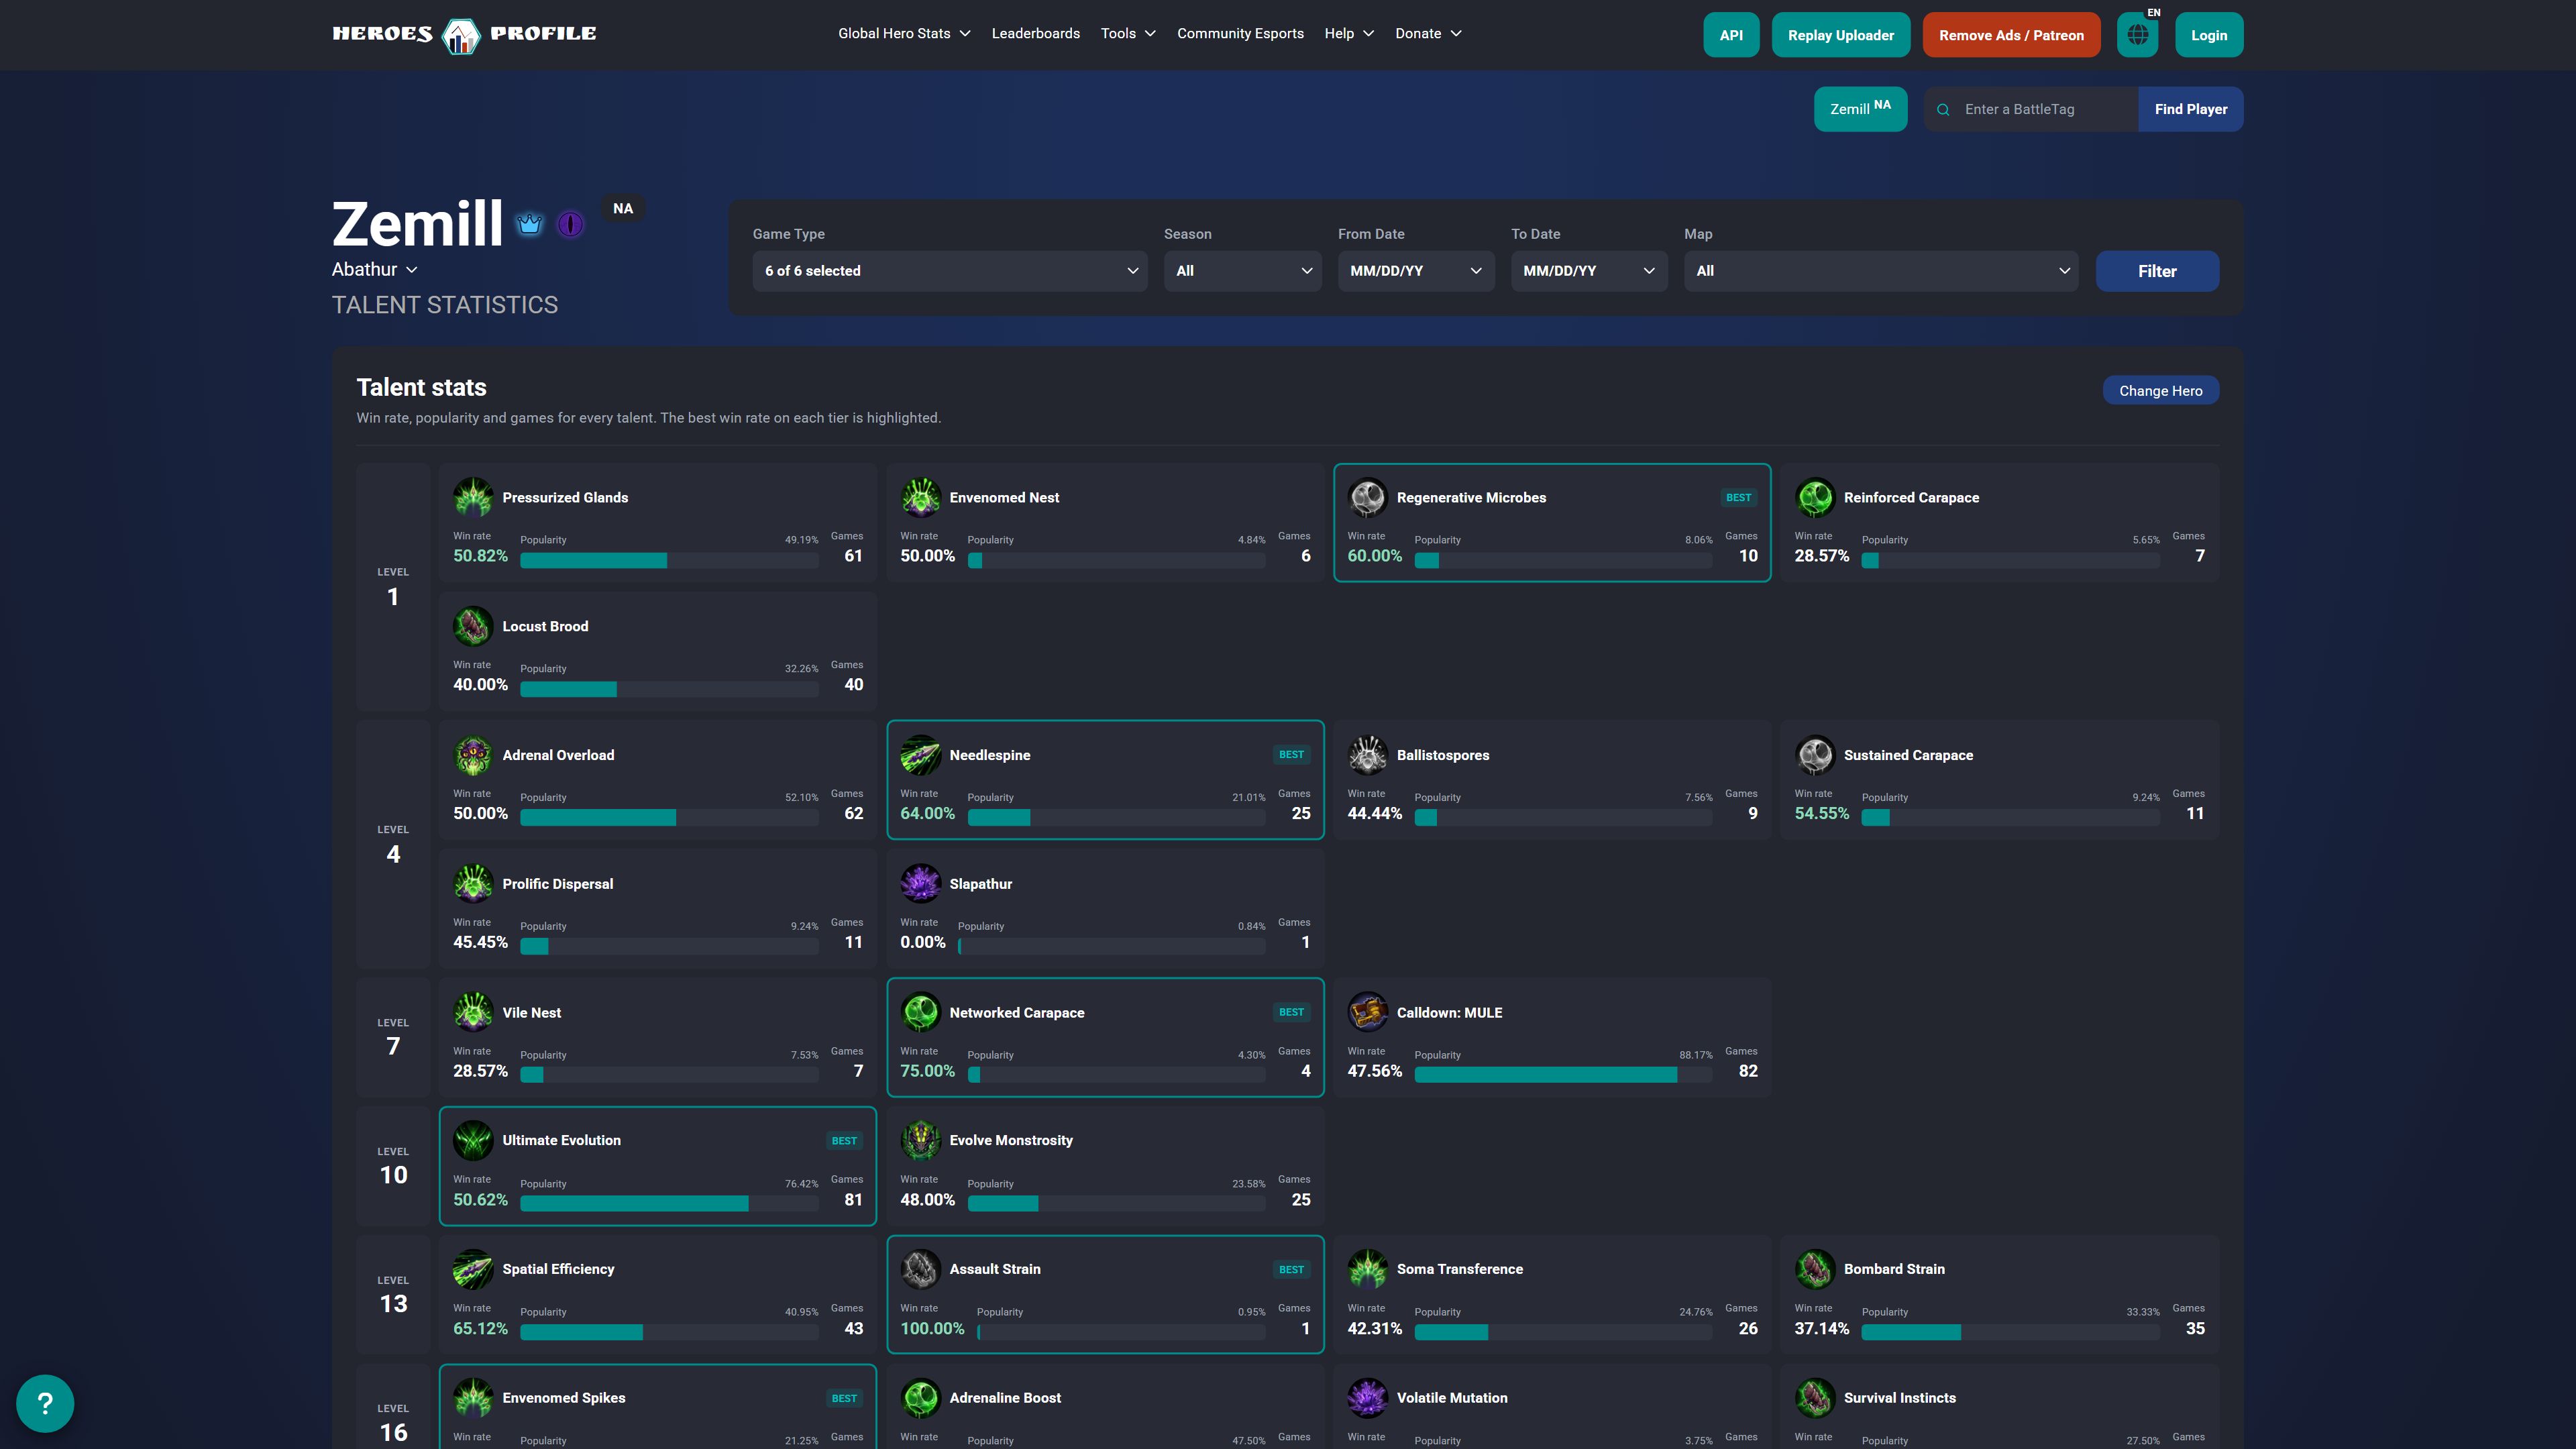 HEROES PROFILE
Global Hero Stats Leaderboards Tools Community Esports Help Donate
API Replay Uploader Remove Ads / Patreon EN Login
Zemill NA Enter a BattleTag Find Player
Zemill NA
Abathur
TALENT STATISTICS
Game Type Season From Date To Date Map
6 of 6 selected All MM/DD/YY MM/DD/YY All Filter
Talent stats
Change Hero
Win rate, popularity and games for every talent. The best win rate on each tier is highlighted.
LEVEL
1
Pressurized Glands
Win rate Popularity 49.19% Games
50.82% 61
Envenomed Nest
Win rate Popularity 4.84% Games
50.00% 6
Regenerative Microbes BEST
Win rate Popularity 8.06% Games
60.00% 10
Reinforced Carapace
Win rate Popularity 5.65% Games
28.57% 7
Locust Brood
Win rate Popularity 32.26% Games
40.00% 40
LEVEL
4
Adrenal Overload
Win rate Popularity 52.10% Games
50.00% 62
Needlespine BEST
Win rate Popularity 21.01% Games
64.00% 25
Ballistospores
Win rate Popularity 7.56% Games
44.44% 9
Sustained Carapace
Win rate Popularity 9.24% Games
54.55% 11
Prolific Dispersal
Win rate Popularity 9.24% Games
45.45% 11
Slapathur
Win rate Popularity 0.84% Games
0.00% 1
LEVEL
7
Vile Nest
Win rate Popularity 7.53% Games
28.57% 7
Networked Carapace BEST
Win rate Popularity 4.30% Games
75.00% 4
Calldown: MULE
Win rate Popularity 88.17% Games
47.56% 82
LEVEL
10
Ultimate Evolution BEST
Win rate Popularity 76.42% Games
50.62% 81
Evolve Monstrosity
Win rate Popularity 23.58% Games
48.00% 25
LEVEL
13
Spatial Efficiency
Win rate Popularity 40.95% Games
65.12% 43
Assault Strain BEST
Win rate Popularity 0.95% Games
100.00% 1
Soma Transference
Win rate Popularity 24.76% Games
42.31% 26
Bombard Strain
Win rate Popularity 33.33% Games
37.14% 35
LEVEL
16
Envenomed Spikes BEST
Win rate Popularity 21.25% Games
Adrenaline Boost
Win rate Popularity 47.50% Games
Volatile Mutation
Win rate Popularity 3.75% Games
Survival Instincts
Win rate Popularity 27.50% Games
?